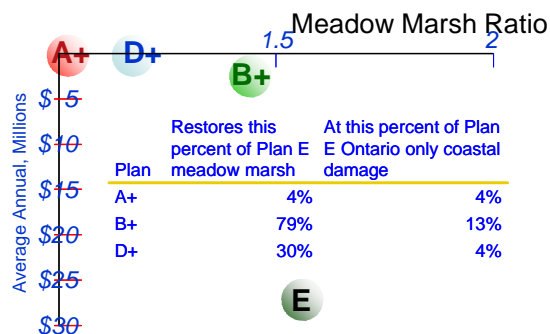 Meadow Marsh Ratio
1.5
2
A+
D+
B+
$-5
$10
$15
$20
$25
$30
Average Annual, Millions
Plan
Restores this
percent of Plan E
meadow marsh
At this percent of Plan
E Ontario only coastal
damage
A+ 4% 4%
B+ 79% 13%
D+ 30% 4%
E